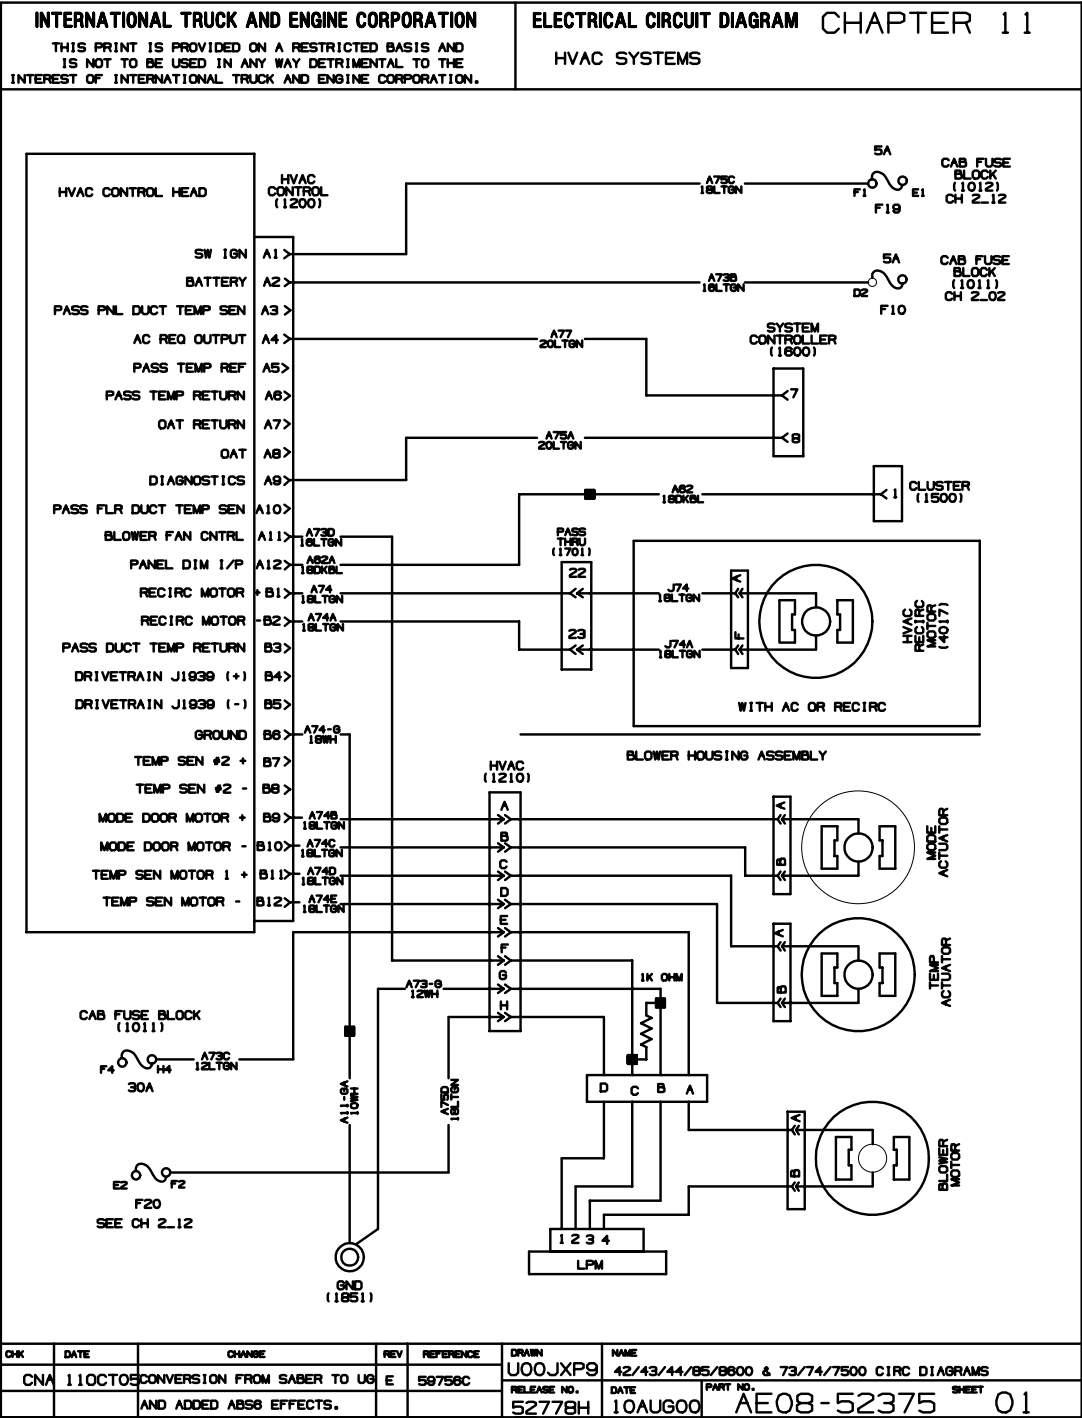 INTERNATIONAL TRUCK AND ENGINE CORPORATION
THIS PRINT IS PROVIDED ON A RESTRICTED BASIS AND
IS NOT TO BE USED IN ANY WAY DETRIMENTAL TO THE
INTEREST OF INTERNATIONAL TRUCK AND ENGINE CORPORATION.
ELECTRICAL CIRCUIT DIAGRAM CHAPTER 11
HVAC SYSTEMS
HVAC CONTROL HEAD
HVAC
CONTROL
(1200)
SW IGN A1
BATTERY A2
PASS PNL DUCT TEMP SEN A3
AC REQ OUTPUT A4
PASS TEMP REF A5
PASS TEMP RETURN A6
OAT RETURN A7
OAT A8
DIAGNOSTICS A9
PASS FLR DUCT TEMP SEN A10
BLOWER FAN CNTRL A11
PANEL DIM I/P A12
RECIRC MOTOR + B1
RECIRC MOTOR -B2
PASS DUCT TEMP RETURN B3
DRIVETRAIN J1939 (+) B4
DRIVETRAIN J1939 (-) B5
GROUND B6
TEMP SEN #2 + B7
TEMP SEN #2 - B8
MODE DOOR MOTOR + B9
MODE DOOR MOTOR - B10
TEMP SEN MOTOR 1 + B11
TEMP SEN MOTOR - B12
A75C
18LTGN
5A
F1 E1
F19
CAB FUSE
BLOCK
(1012)
CH 2_12
A73B
18LTGN
5A
D2
F10
CAB FUSE
BLOCK
(1011)
CH 2_02
A77
20LTGN
SYSTEM
CONTROLLER
(1600)
7
8
A75A
20LTGN
A62
18DKBL
1
CLUSTER
(1500)
A73D
18LTGN
A62A
18DKBL
A74
18LTGN
A74A
18LTGN
A74-G
18WH
A74B
18LTGN
A74C
18LTGN
A74D
18LTGN
A74E
18LTGN
PASS
THRU
(1701)
22
23
J74
18LTGN
J74A
18LTGN
A
F
HVAC
RECIRC
MOTOR
(4017)
WITH AC OR RECIRC
BLOWER HOUSING ASSEMBLY
HVAC
(1210)
A
B
C
D
E
F
G
H
A
B
MODE
ACTUATOR
A
B
TEMP
ACTUATOR
1K OHM
A73-G
12WH
CAB FUSE BLOCK
(1011)
F4 H4
30A
A73C
12LTGN
A11-GA
10WH
A75D
18LTGN
D C B A
A
B
BLOWER
MOTOR
E2 F2
F20
SEE CH 2_12
1 2 3 4
LPM
GND
(1851)
CHK DATE CHANGE REV REFERENCE
CNA 11OCT05 CONVERSION FROM SABER TO UG E 59756C
AND ADDED ABS6 EFFECTS.
DRAWN
U00JXP9
NAME
42/43/44/85/8600 & 73/74/7500 CIRC DIAGRAMS
RELEASE NO.
52778H
DATE
10AUG00
PART NO.
AE08-52375
SHEET
01